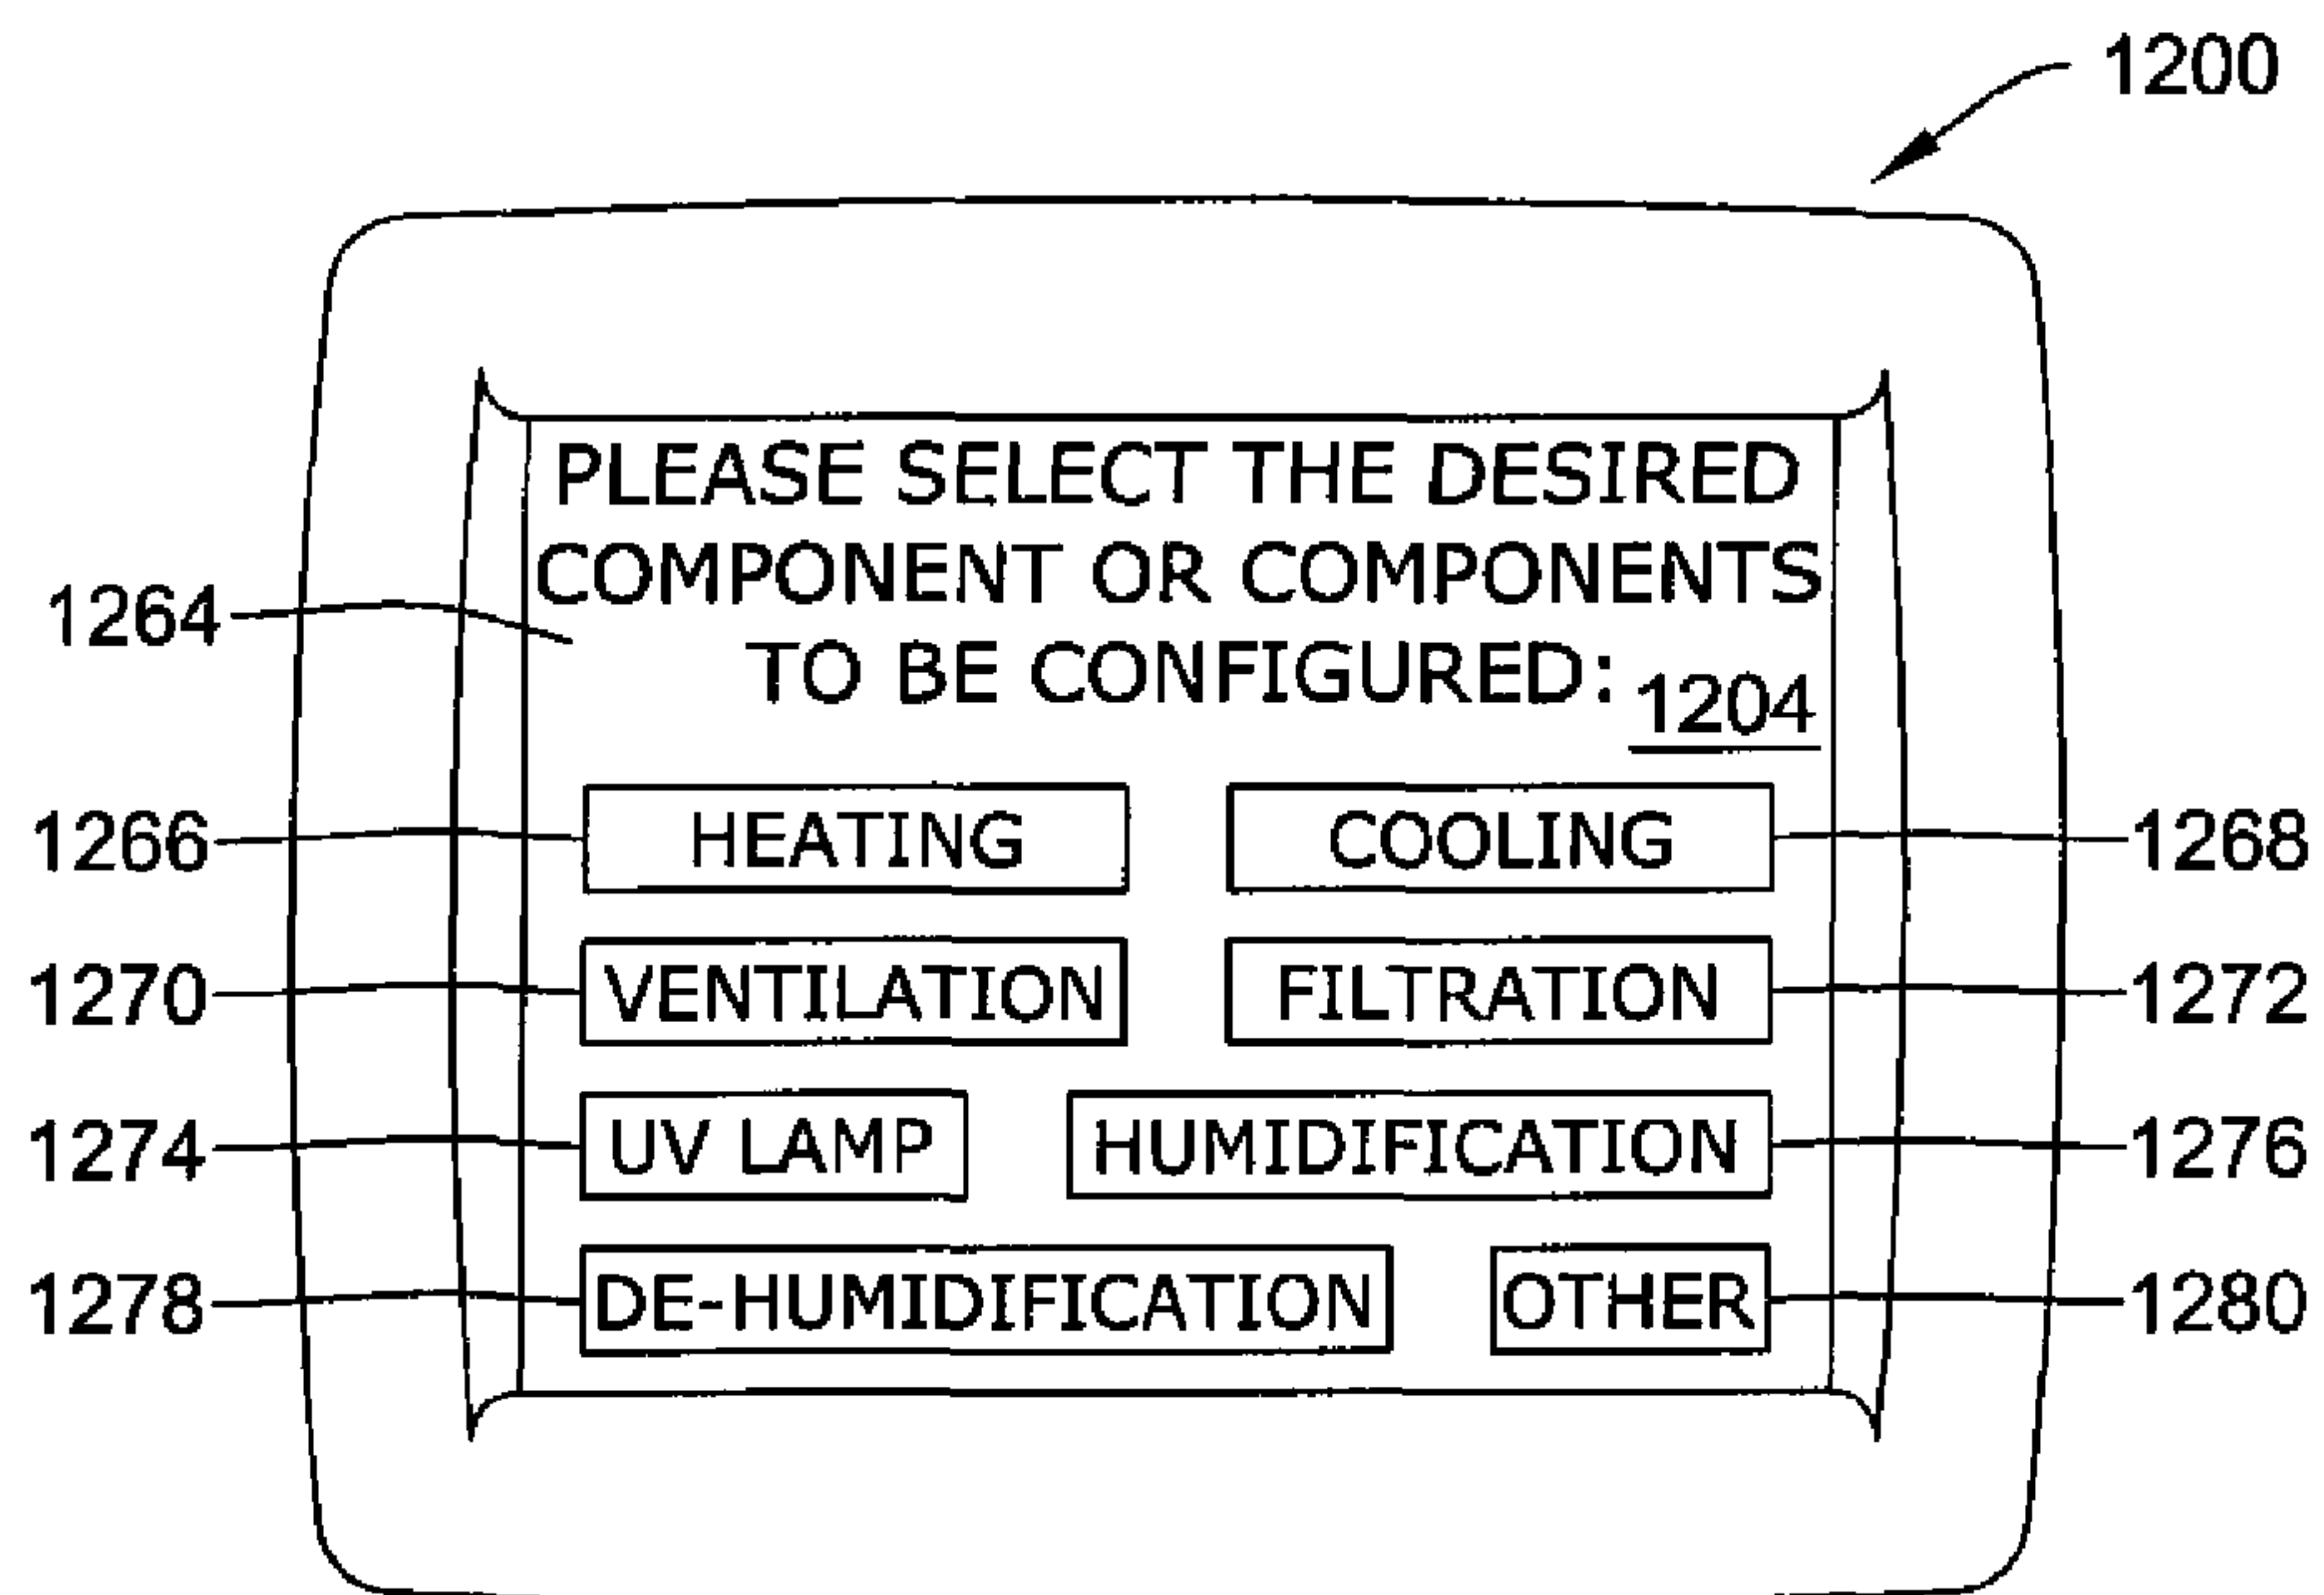 1200
PLEASE SELECT THE DESIRED
COMPONENT OR COMPONENTS
1264
TO BE CONFIGURED:
1204
1266 HEATING COOLING 1268
1270 VENTILATION FILTRATION 1272
1274 UV LAMP HUMIDIFICATION 1276
1278 DE-HUMIDIFICATION OTHER 1280